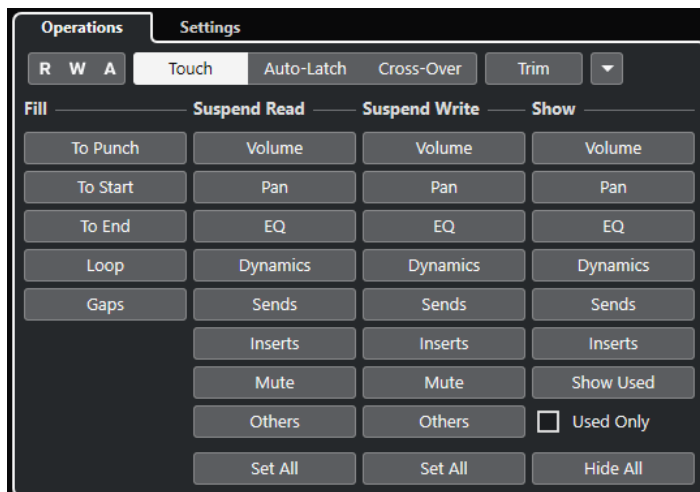 Operations Settings
R W A Touch Auto-Latch Cross-Over Trim
Fill Suspend Read Suspend Write Show
To Punch Volume Volume Volume
To Start Pan Pan Pan
To End EQ EQ EQ
Loop Dynamics Dynamics Dynamics
Gaps Sends Sends Sends
Inserts Inserts Inserts
Mute Mute Show Used
Others Others Used Only
Set All Set All Hide All